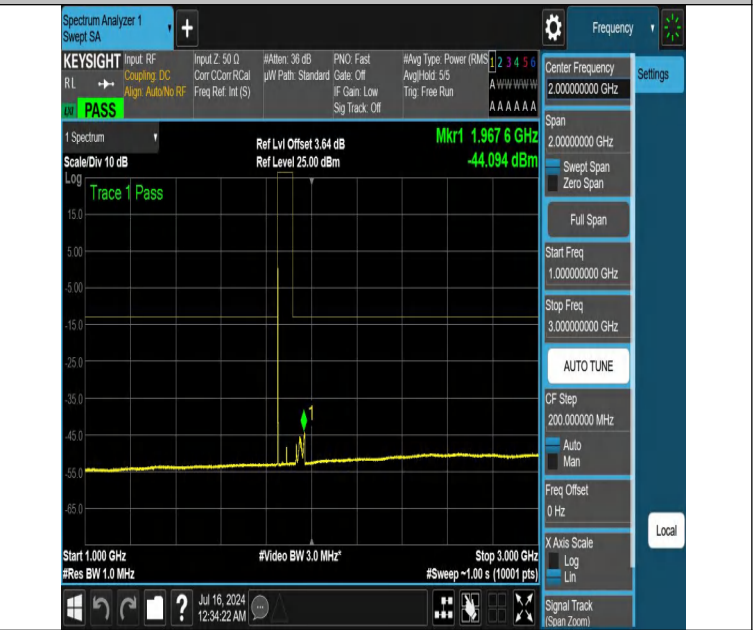 Spectrum Analyzer 1
Swept SA
+
Frequency
KEYSIGHT
RL
PASS
Input: RF
Coupling: DC
Align: Auto/No RF
Input Z: 50 Ω
Corr CCorr RCal
Freq Ref: Int (S)
#Atten: 36 dB
µW Path: Standard
PNO: Fast
Gate: Off
IF Gain: Low
Sig Track: Off
#Avg Type: Power (RMS
Avg|Hold: 5/5
Trig: Free Run
1 2 3 4 5 6
A W W W W W
A A A A A A
1 Spectrum
Scale/Div 10 dB
Ref Lvl Offset 3.64 dB
Ref Level 25.00 dBm
Mkr1 1.967 6 GHz
-44.094 dBm
Log
Trace 1 Pass
15.0
5.00
-5.00
-15.0
-25.0
-35.0
-45.0
-55.0
-65.0
1
Start 1.000 GHz
#Res BW 1.0 MHz
#Video BW 3.0 MHz*
Stop 3.000 GHz
#Sweep ~1.00 s (10001 pts)
Jul 16, 2024
12:34:22 AM
?
Center Frequency
2.000000000 GHz
Settings
Span
2.00000000 GHz
Swept Span
Zero Span
Full Span
Start Freq
1.000000000 GHz
Stop Freq
3.000000000 GHz
AUTO TUNE
CF Step
200.000000 MHz
Auto
Man
Freq Offset
0 Hz
X Axis Scale
Log
Lin
Local
Signal Track
(Span Zoom)